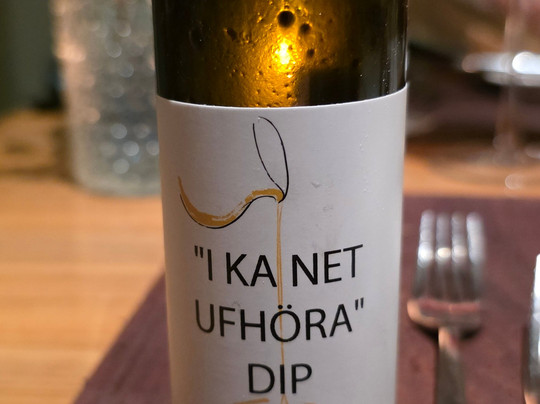 "I KA NET
UFHÖRA"
DIP